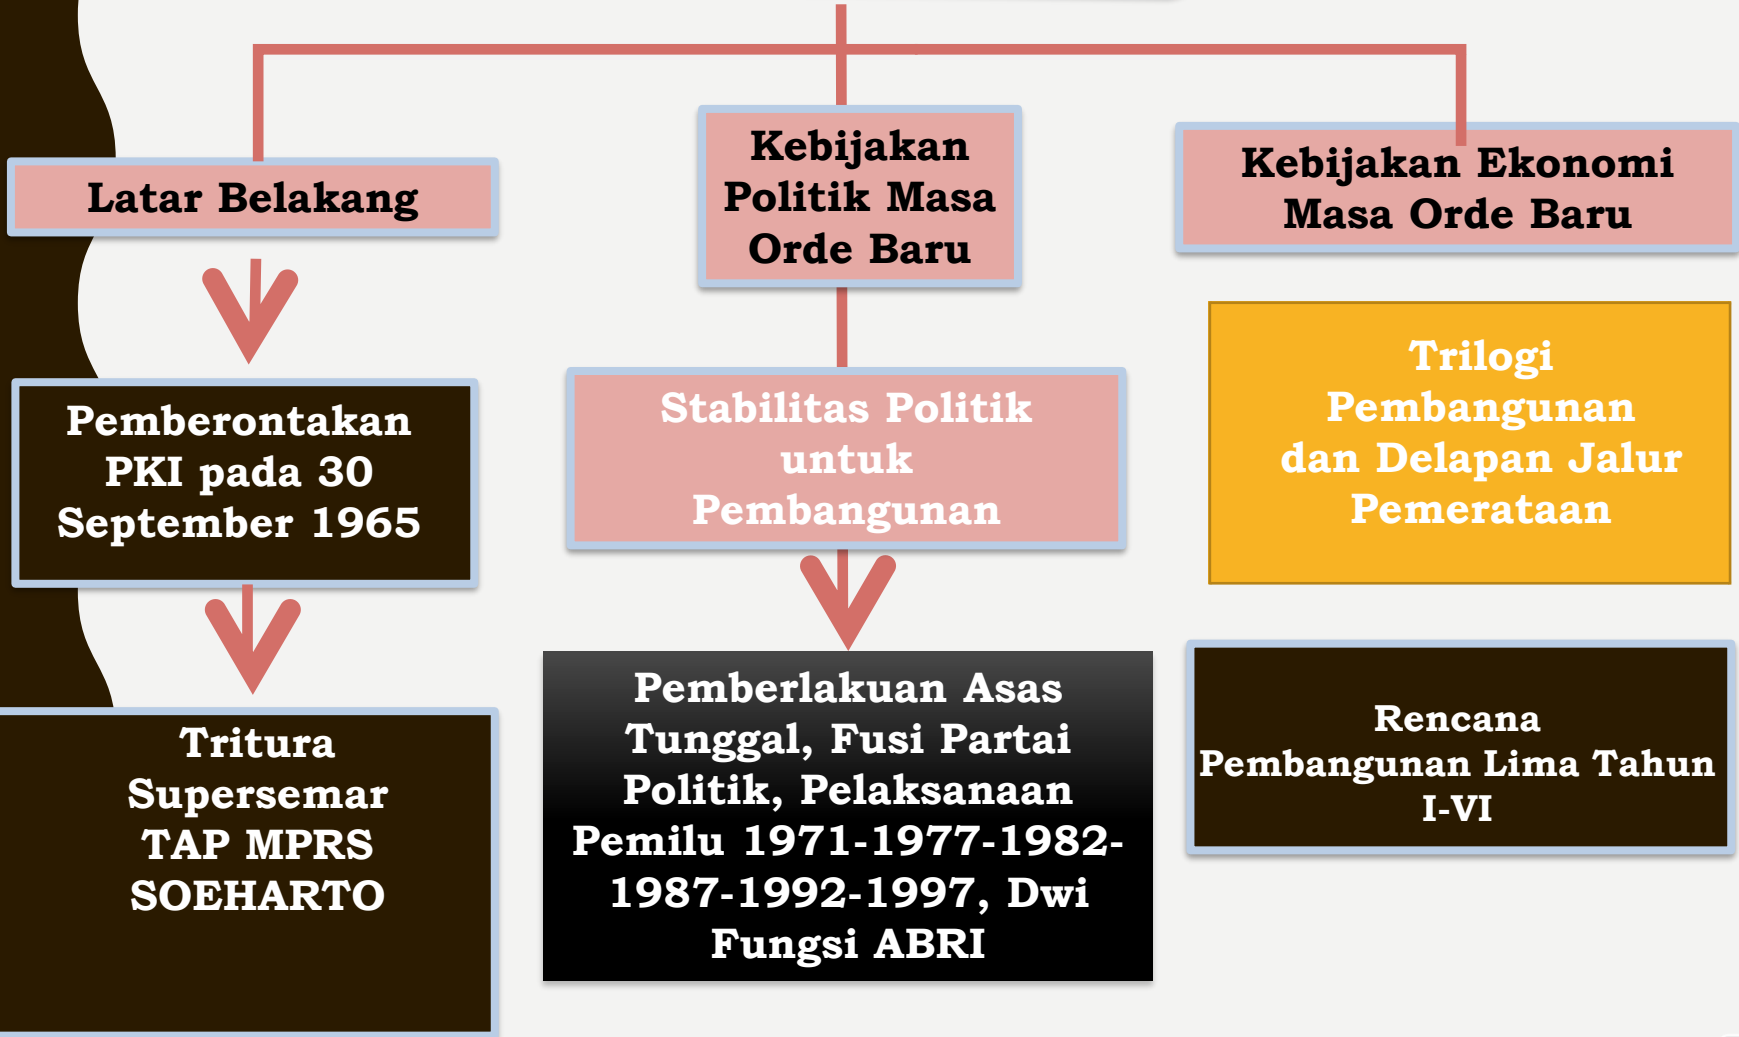 Latar Belakang
Pemberontakan
PKI pada 30
September 1965
Tritura
Supersemar
TAP MPRS
SOEHARTO
Kebijakan
Politik Masa
Orde Baru
Stabilitas Politik
untuk
Pembangunan
Pemberlakuan Asas
Tunggal, Fusi Partai
Politik, Pelaksanaan
Pemilu 1971-1977-1982-
1987-1992-1997, Dwi
Fungsi ABRI
Kebijakan Ekonomi
Masa Orde Baru
Trilogi
Pembangunan
dan Delapan Jalur
Pemerataan
Rencana
Pembangunan Lima Tahun
I-VI